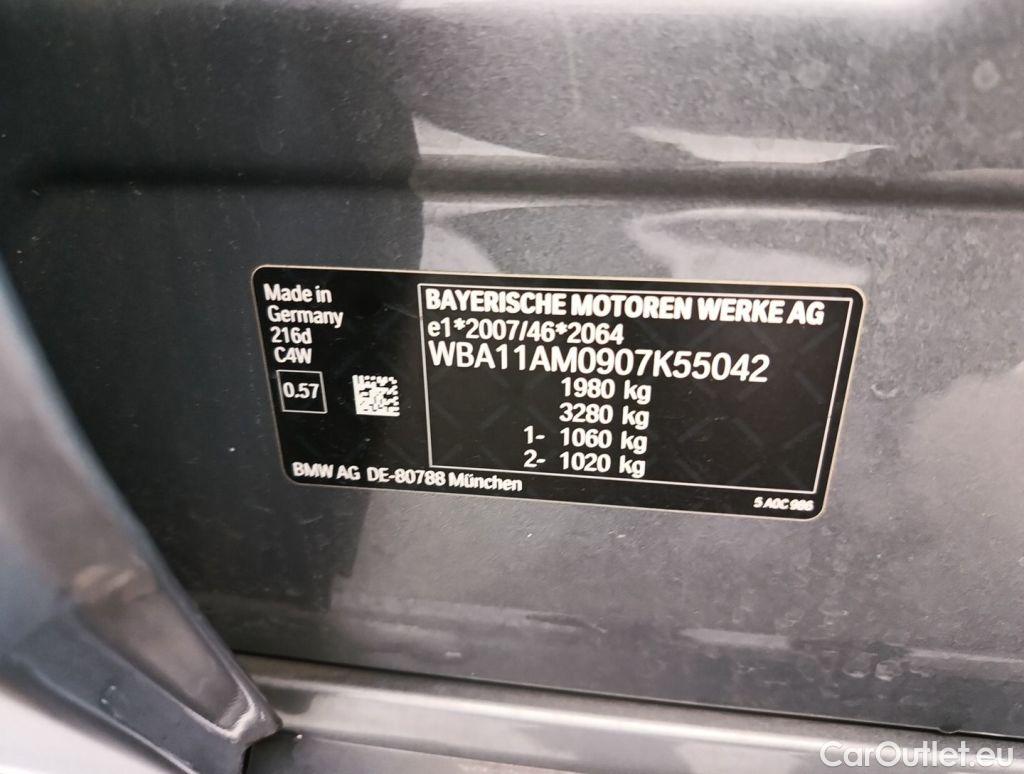 Made in
Germany
216d
C4W
0.57
BAYERISCHE MOTOREN WERKE AG
e1*2007/46*2064
WBA11AM0907K55042
1980 kg
3280 kg
1- 1060 kg
2- 1020 kg
BMW AG DE-80788 München
5 A0C 986
CarOutlet.eu